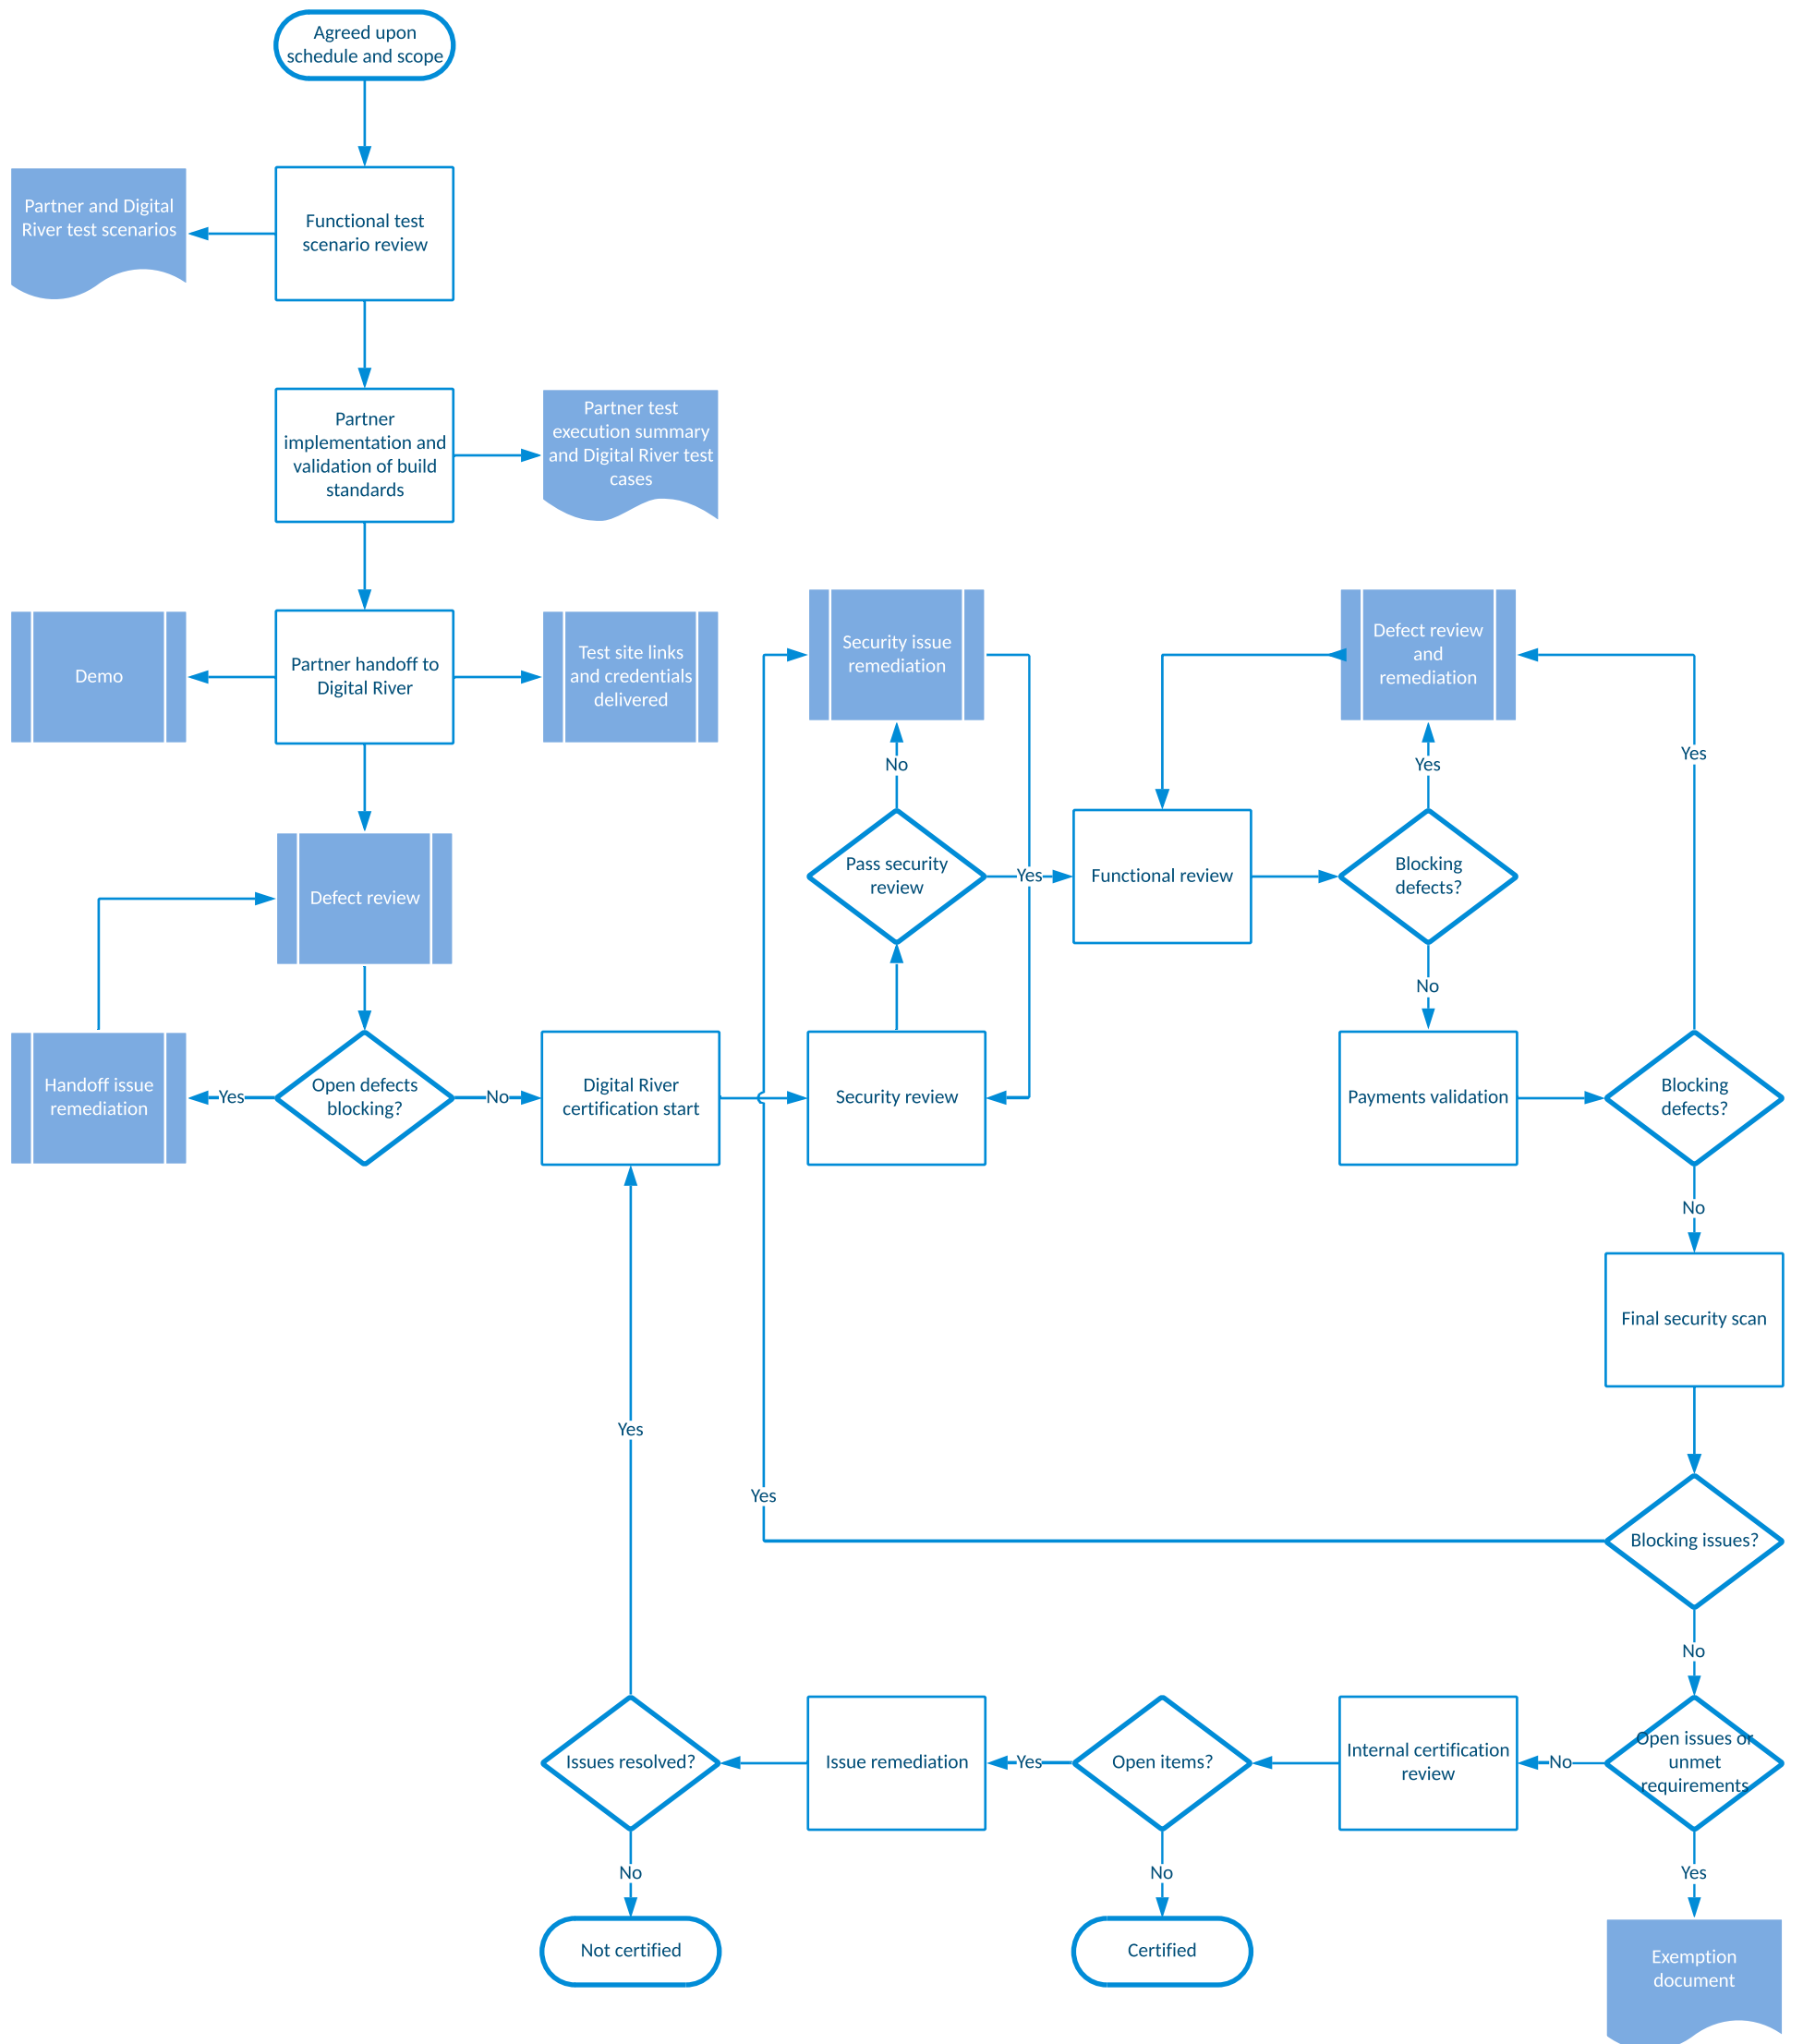 Agreed upon
schedule and scope
Partner and Digital
River test scenarios
Functional test
scenario review
Partner
implementation and
validation of build
standards
Partner test
execution summary
and Digital River test
cases
Demo
Partner handoff to
Digital River
Test site links
and credentials
delivered
Security issue
remediation
Defect review
and
remediation
No
Yes
Yes
Defect review
Pass security
review
Yes
Functional review
Blocking
defects?
No
Handoff issue
remediation
Yes
Open defects
blocking?
No
Digital River
certification start
Security review
Payments validation
Blocking
defects?
No
Final security scan
Yes
Yes
Blocking issues?
No
Issues resolved?
Issue remediation
Yes
Open items?
Internal certification
review
No
Open issues or
unmet
requirements
No
No
Yes
Not certified
Certified
Exemption
document